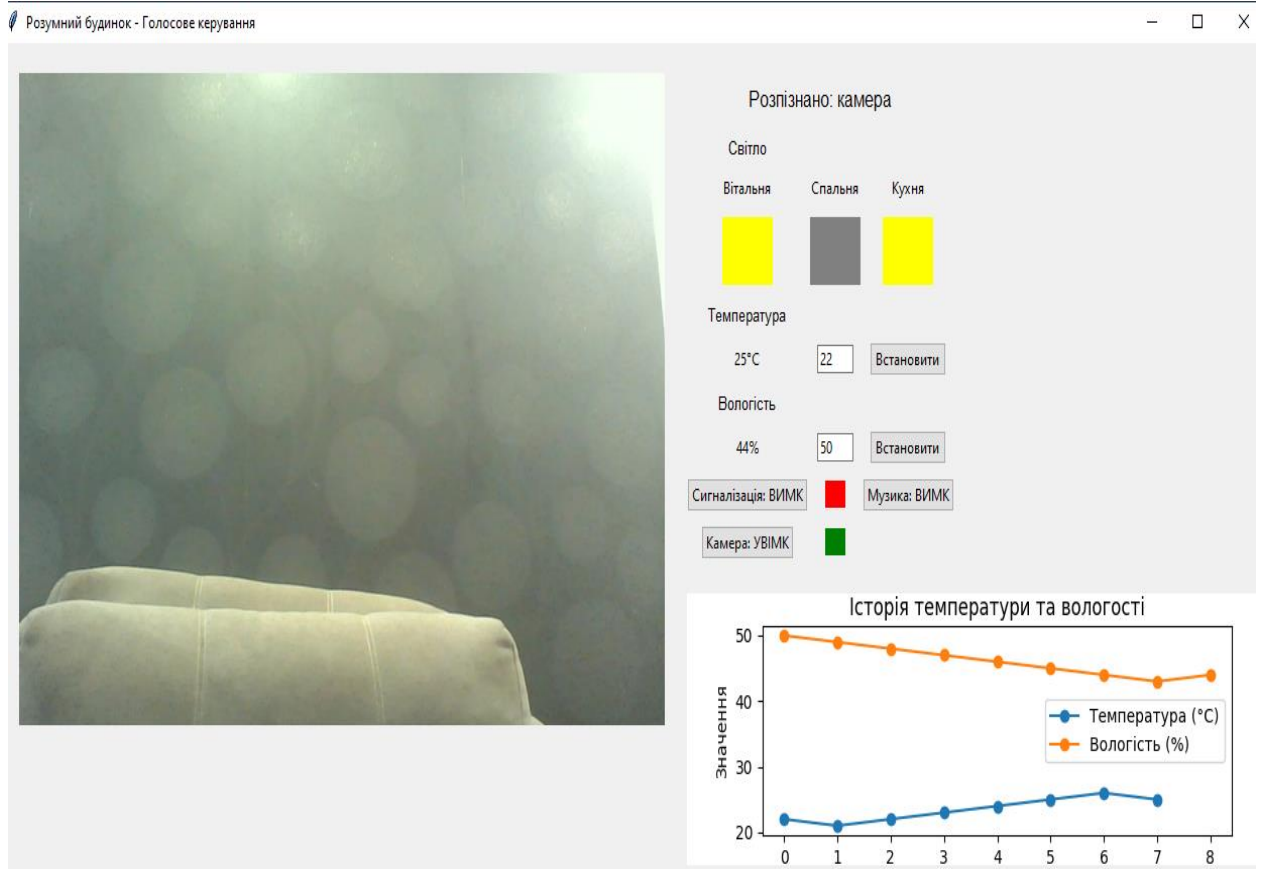 Розумний будинок - Голосове керування
Розпізнано: камера
Світло
Вітальня Спальня Кухня
Температура
25°C 22 Встановити
Вологість
44% 50 Встановити
Сигналізація: ВИМК Музика: ВИМК
Камера: УВІМК
Історія температури та вологості
50
40
30
20
Значення
Температура (°C)
Вологість (%)
0 1 2 3 4 5 6 7 8